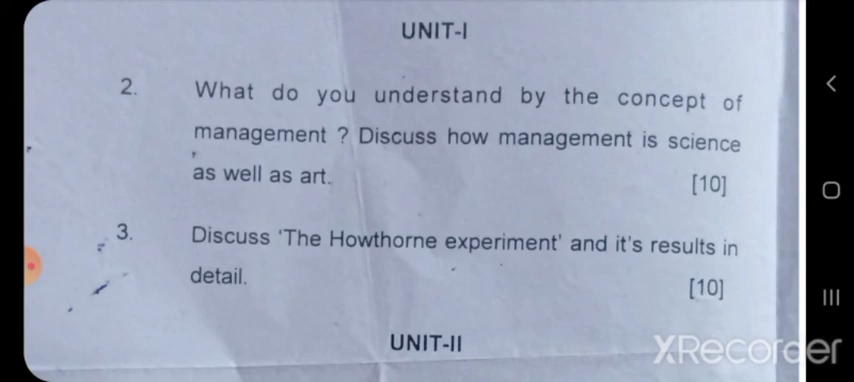 UNIT-I
2. What do you understand by the concept of
management ? Discuss how management is science
as well as art. [10]
3. Discuss 'The Howthorne experiment' and it's results in
detail. [10]
UNIT-II
XRecorder